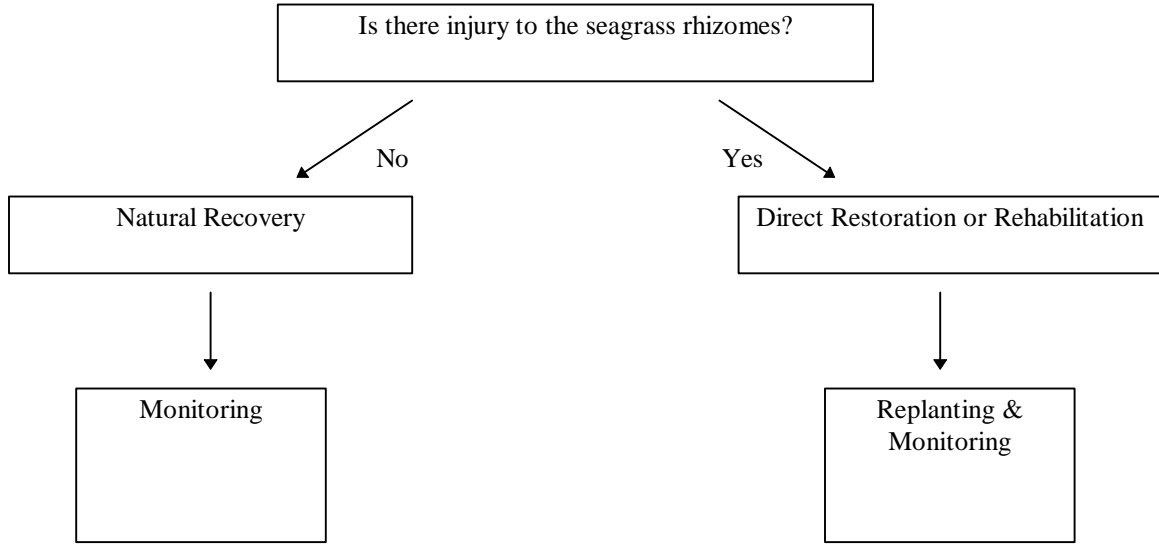 Is there injury to the seagrass rhizomes?
No
Yes
Natural Recovery
Direct Restoration or Rehabilitation
Monitoring
Replanting &
Monitoring